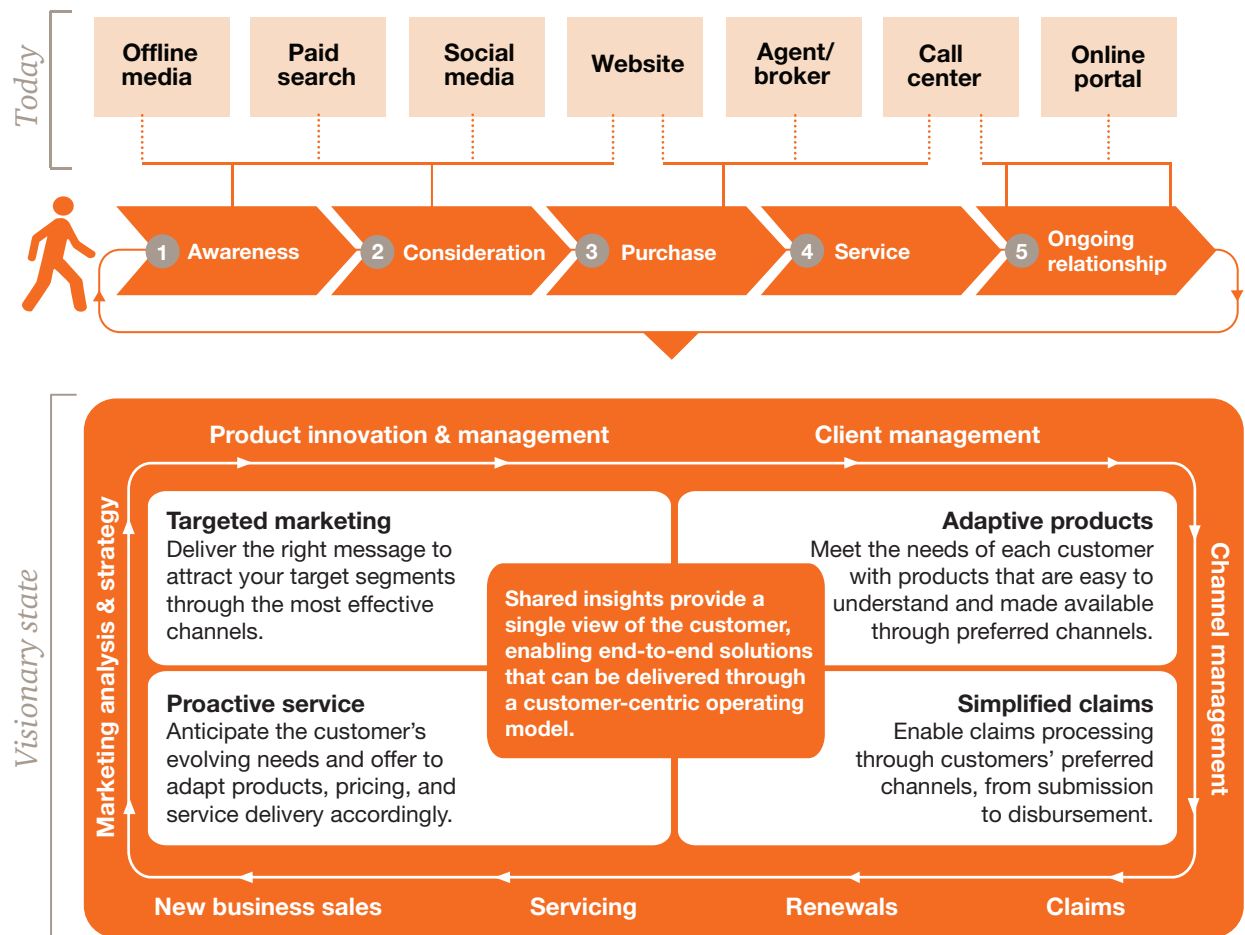 Today
Offline
media
Paid
search
Social
media
Website
Agent/
broker
Call
center
Online
portal
1 Awareness
2 Consideration
3 Purchase
4 Service
5 Ongoing
relationship
Visionary state
Product innovation & management
Client management
Marketing analysis & strategy
Channel management
Targeted marketing
Deliver the right message to
attract your target segments
through the most effective
channels.
Adaptive products
Meet the needs of each customer
with products that are easy to
understand and made available
through preferred channels.
Shared insights provide a
single view of the customer,
enabling end-to-end solutions
that can be delivered through
a customer-centric operating
model.
Proactive service
Anticipate the customer’s
evolving needs and offer to
adapt products, pricing, and
service delivery accordingly.
Simplified claims
Enable claims processing
through customers’ preferred
channels, from submission
to disbursement.
New business sales
Servicing
Renewals
Claims